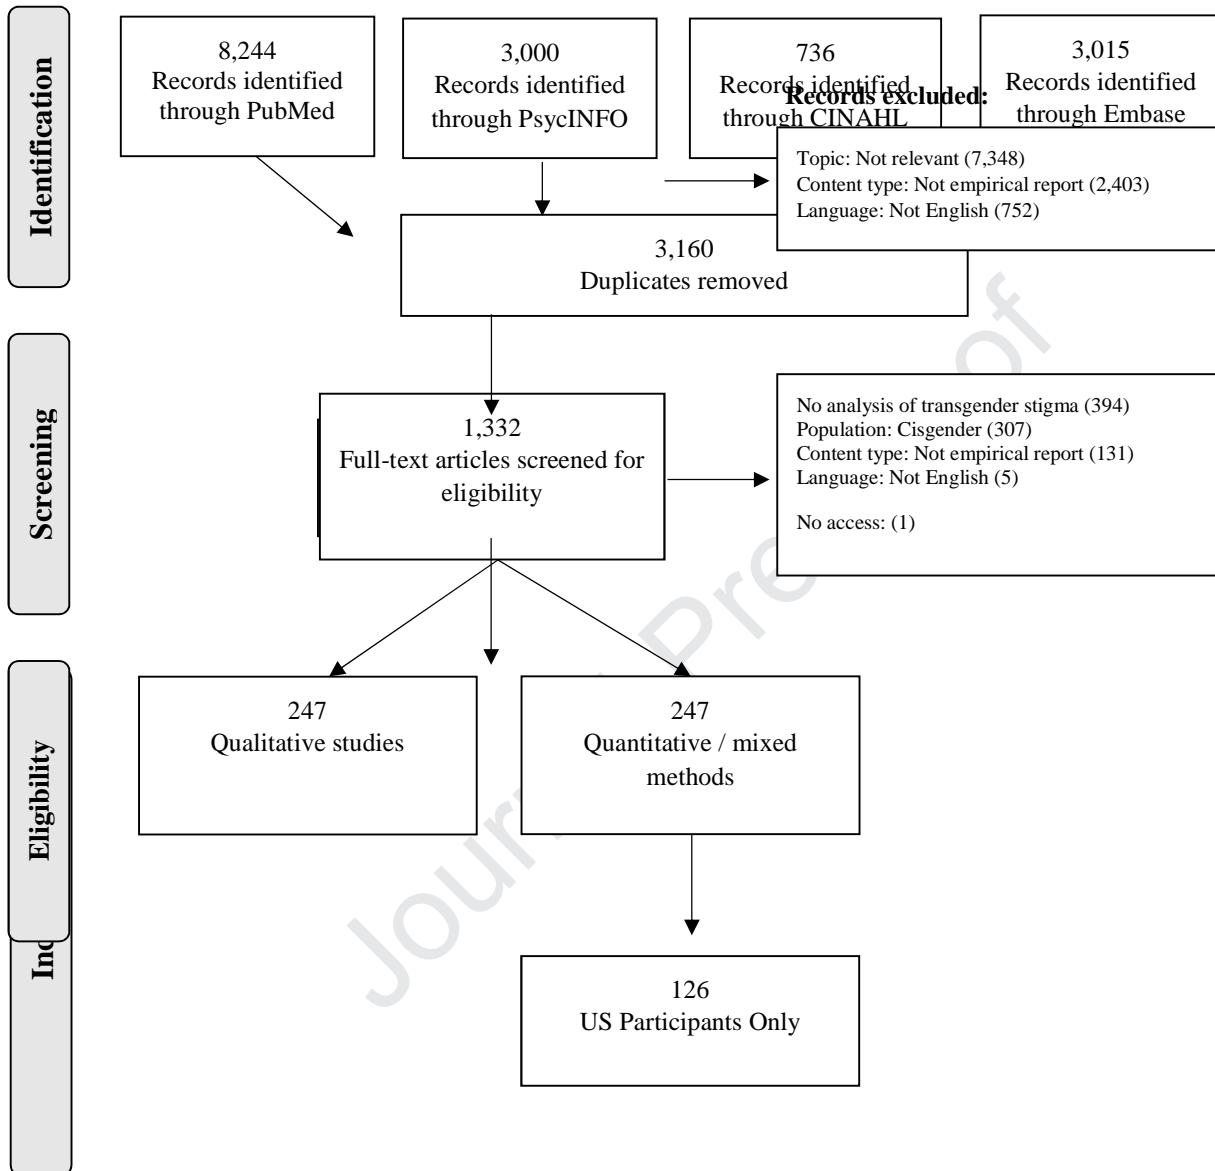 Identification
8,244
Records identified
through PubMed
3,000
Records identified
through PsycINFO
736
Records identified
through CINAHL
3,015
Records identified
through Embase
Records excluded:
Topic: Not relevant (7,348)
Content type: Not empirical report (2,403)
Language: Not English (752)
3,160
Duplicates removed
Screening
1,332
Full-text articles screened for
eligibility
No analysis of transgender stigma (394)
Population: Cisgender (307)
Content type: Not empirical report (131)
Language: Not English (5)
No access: (1)
Eligibility
247
Qualitative studies
247
Quantitative / mixed
methods
126
US Participants Only